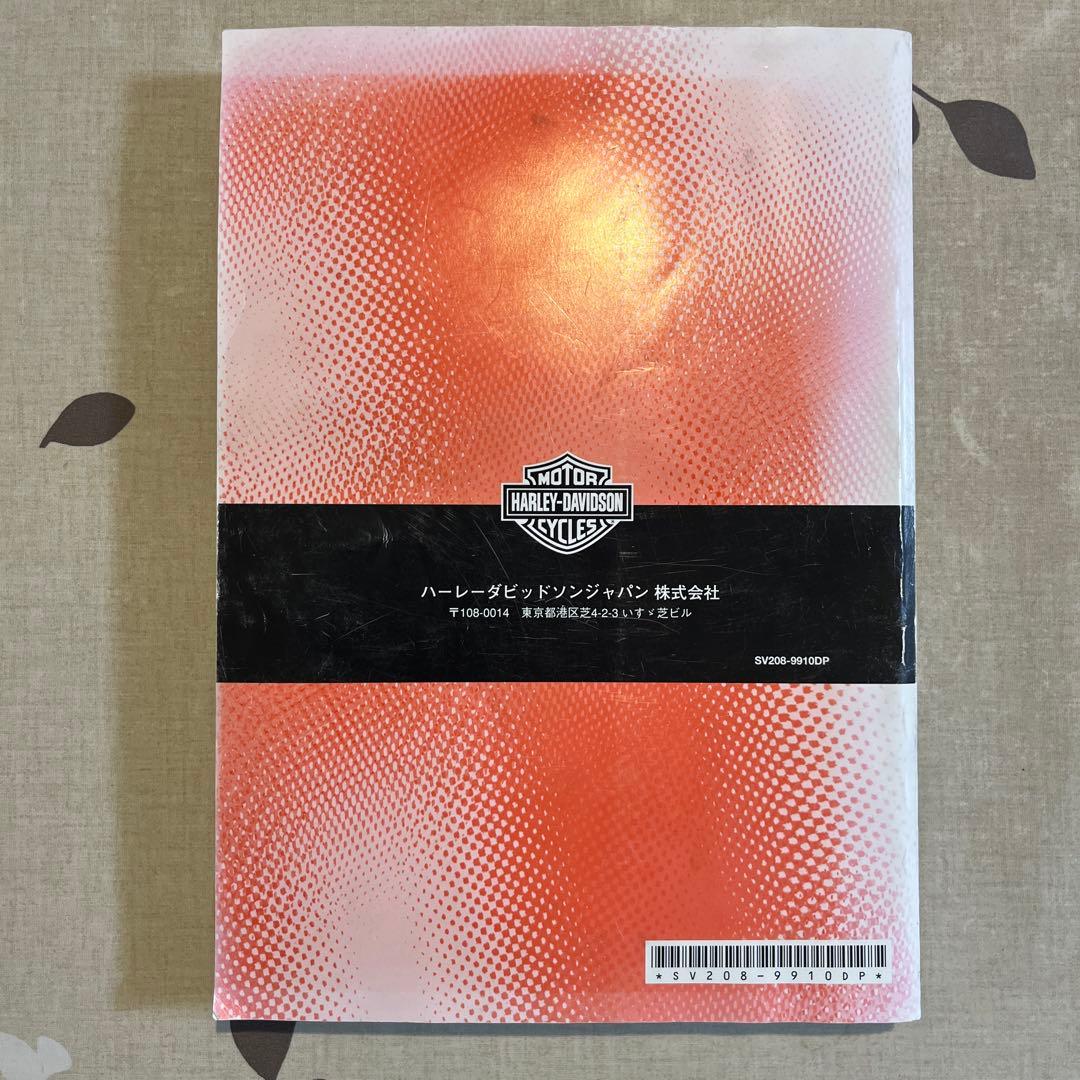 MOTOR
HARLEY-DAVIDSON
CYCLES
ハーレーダビッドソンジャパン 株式会社
〒108-0014 東京都港区芝4-2-3 いすゞ芝ビル
SV208-9910DP
*SV208-9910DP*